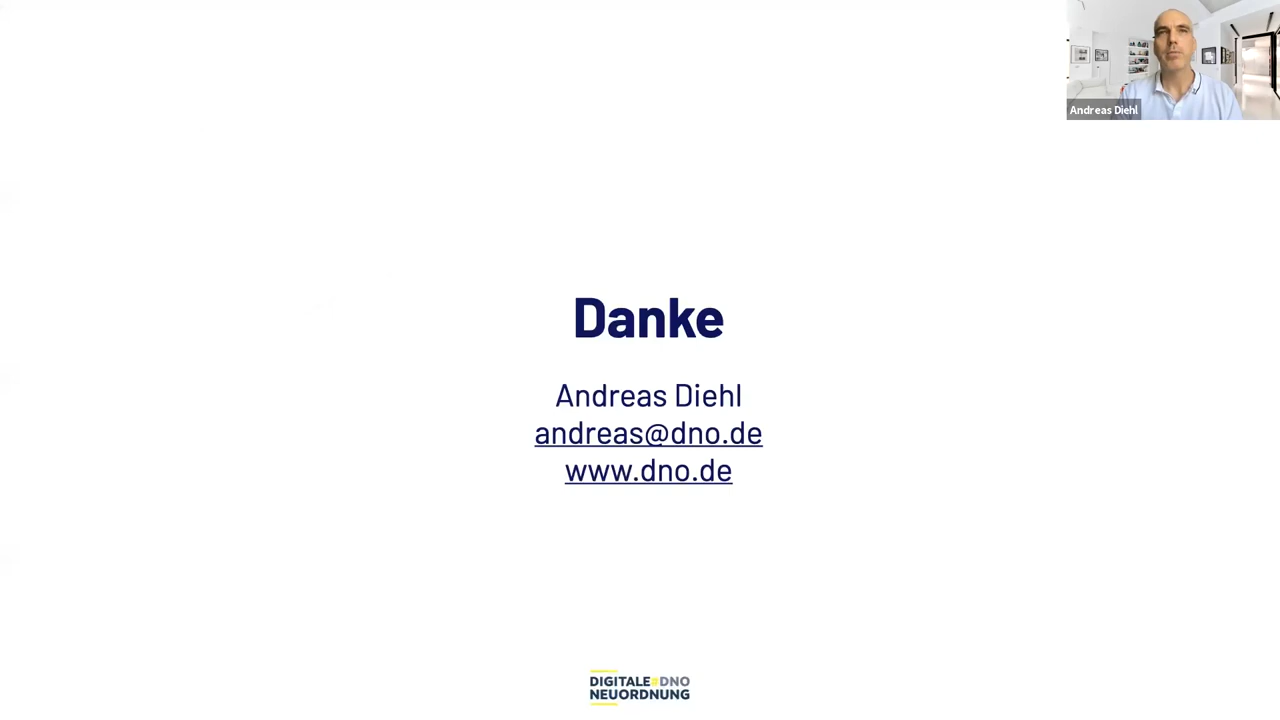 Andreas Diehl
Danke
Andreas Diehl
andreas@dno.de
www.dno.de
DIGITALE#DNO
NEUORDNUNG